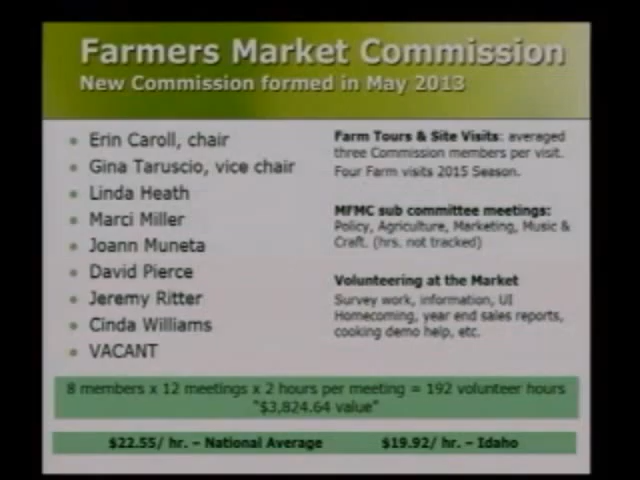 Farmers Market Commission
New Commission formed in May 2013
Erin Caroll, chair
Gina Taruscio, vice chair
Linda Heath
Marci Miller
Joann Muneta
David Pierce
Jeremy Ritter
Cinda Williams
VACANT
Farm Tours & Site Visits: averaged
three Commission members per visit.
Four Farm visits 2015 Season.
MFMC sub committee meetings:
Policy, Agriculture, Marketing, Music &
Craft. (hrs. not tracked)
Volunteering at the Market
Survey work, information, UI
Homecoming, year end sales reports,
cooking demo help, etc.
8 members x 12 meetings x 2 hours per meeting = 192 volunteer hours
"$3,824.64 value"
$22.55/ hr. – National Average
$19.92/ hr. – Idaho